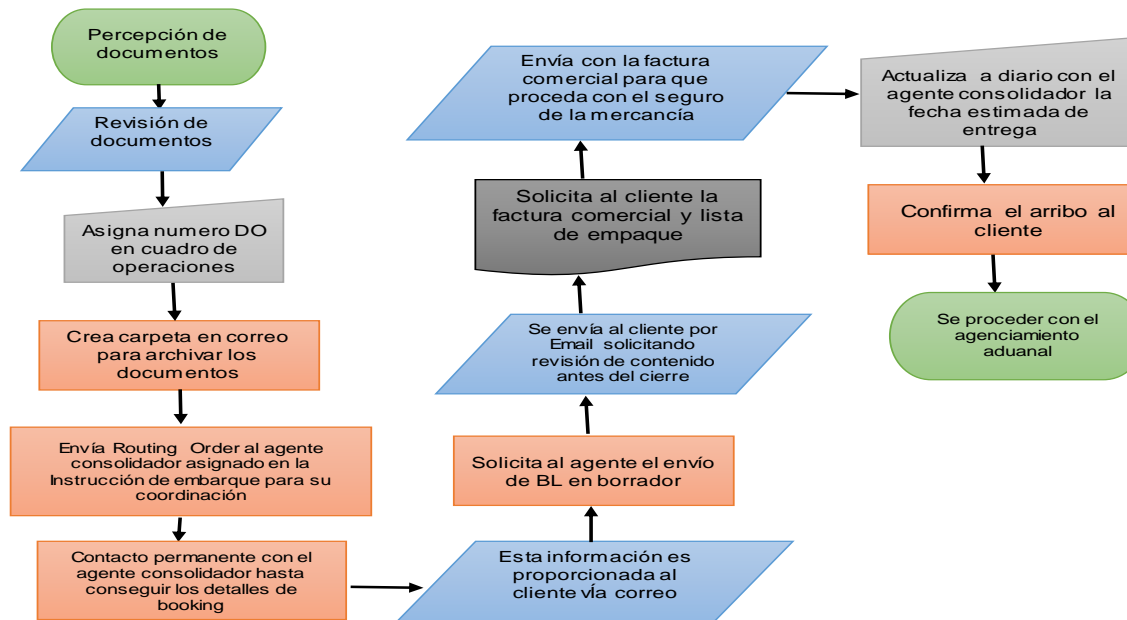 Percepción de
documentos
Revisión de
documentos
Asigna numero DO
en cuadro de
operaciones
Crea carpeta en correo
para archivar los
documentos
Envía Routing Order al agente
consolidador asignado en la
Instrucción de embarque para su
coordinación
Contacto permanente con el
agente consolidador hasta
conseguir los detalles de
booking
Esta información es
proporcionada al
cliente vía correo
Solicita al agente el envío
de BL en borrador
Se envía al cliente por
Email solicitando
revisión de contenido
antes del cierre
Solicita al cliente la
factura comercial y lista
de empaque
Envía con la factura
comercial para que
proceda con el seguro
de la mercancía
Actualiza a diario con el
agente consolidador la
fecha estimada de
entrega
Confirma el arribo al
cliente
Se proceder con el
agenciamiento
aduanal